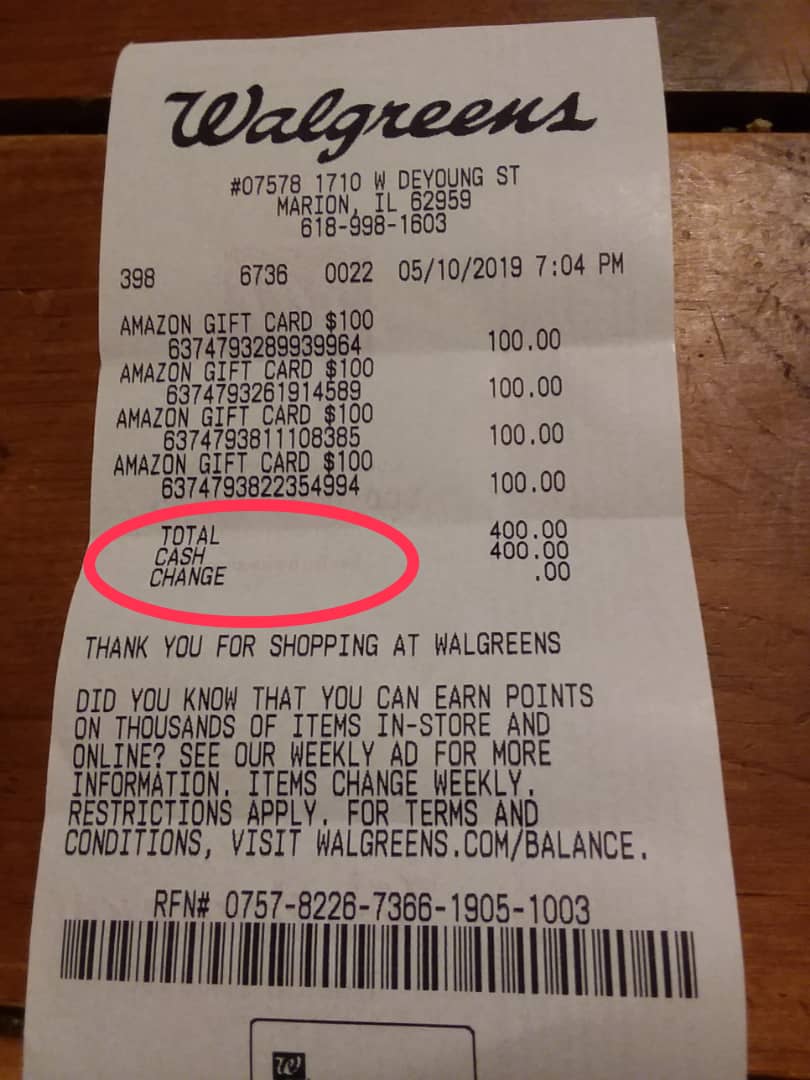 Walgreens
#07578 1710 W DEYOUNG ST
MARION, IL 62959
618-998-1603
398 6736 0022 05/10/2019 7:04 PM
AMAZON GIFT CARD $100
6374793289939964 100.00
AMAZON GIFT CARD $100
6374793261914589 100.00
AMAZON GIFT CARD $100
6374793811108385 100.00
AMAZON GIFT CARD $100
6374793822354994 100.00
TOTAL 400.00
CASH 400.00
CHANGE .00
THANK YOU FOR SHOPPING AT WALGREENS
DID YOU KNOW THAT YOU CAN EARN POINTS
ON THOUSANDS OF ITEMS IN-STORE AND
ONLINE? SEE OUR WEEKLY AD FOR MORE
INFORMATION. ITEMS CHANGE WEEKLY.
RESTRICTIONS APPLY. FOR TERMS AND
CONDITIONS, VISIT WALGREENS.COM/BALANCE.
RFN# 0757-8226-7366-1905-1003
W